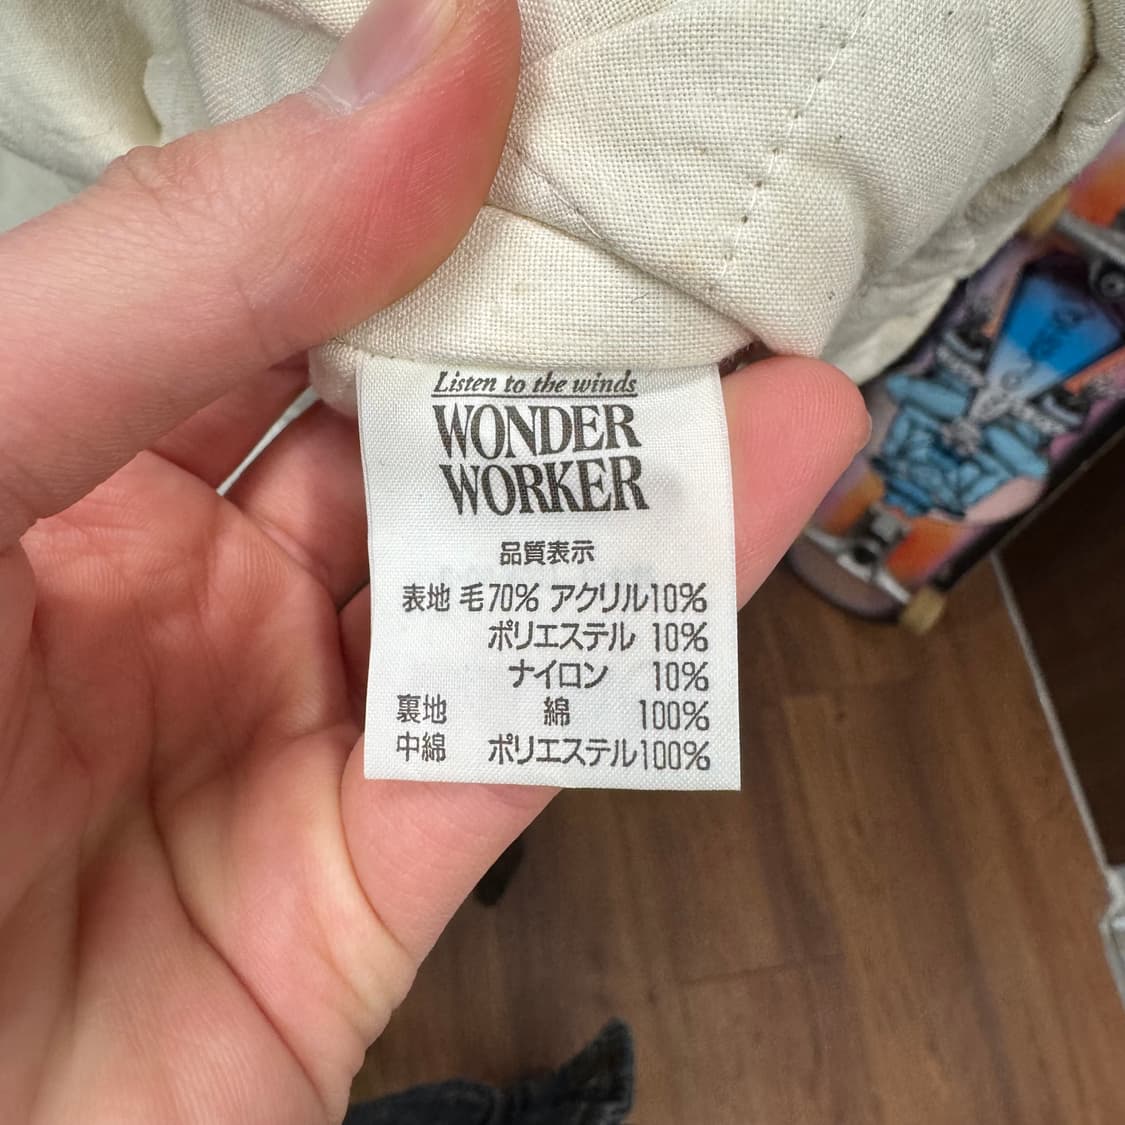 Listen to the winds
WONDER
WORKER
品質表示
表地 毛70% アクリル10%
ポリエステル 10%
ナイロン 10%
裏地 綿 100%
中綿 ポリエステル100%